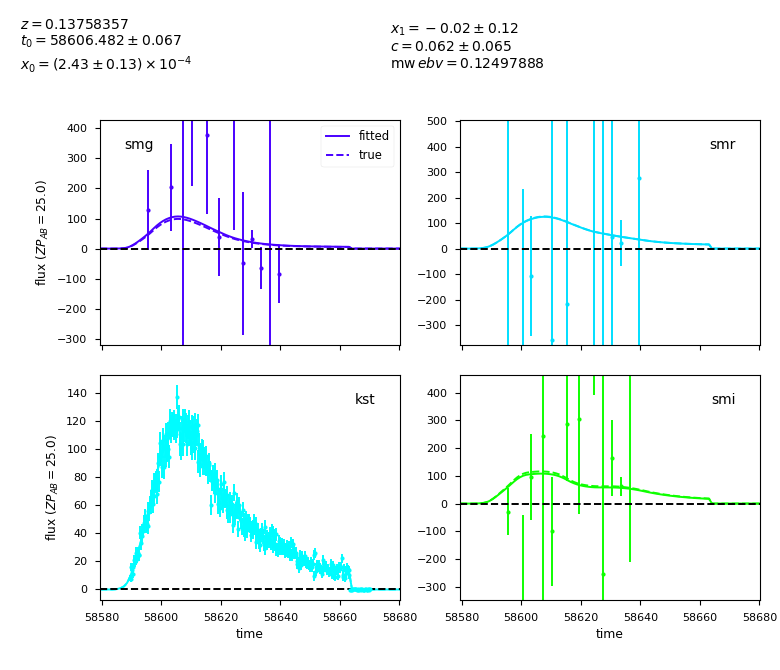 z = 0.13758357
t₀ = 58606.482 ± 0.067
x₀ = (2.43 ± 0.13) × 10⁻⁴
x₁ = −0.02 ± 0.12
c = 0.062 ± 0.065
mwebv = 0.12497888
smg
fitted
true
400
300
200
100
0
−100
−200
−300
flux (ZP_AB = 25.0)
smr
500
400
300
200
100
0
−100
−200
−300
kst
140
120
100
80
60
40
20
0
flux (ZP_AB = 25.0)
58580 58600 58620 58640 58660 58680
time
smi
400
300
200
100
0
−100
−200
−300
58580 58600 58620 58640 58660 58680
time